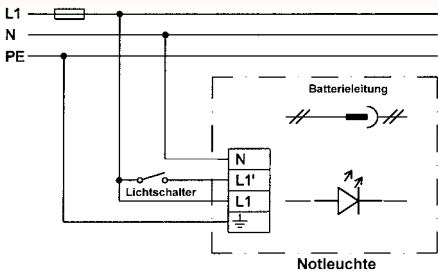 L1
N
PE
Batterieleitung
N
L1'
Lichtschalter
L1
Notleuchte